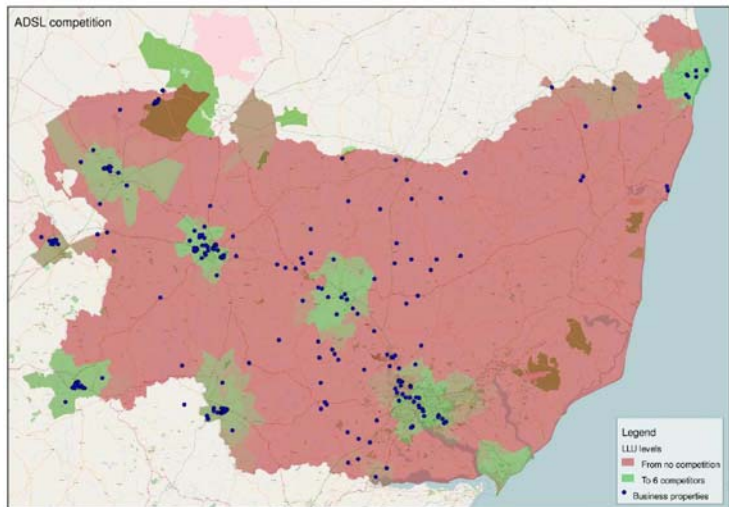 ADSL competition
Legend
LLU levels
From no competition
To 6 competitors
Business properties